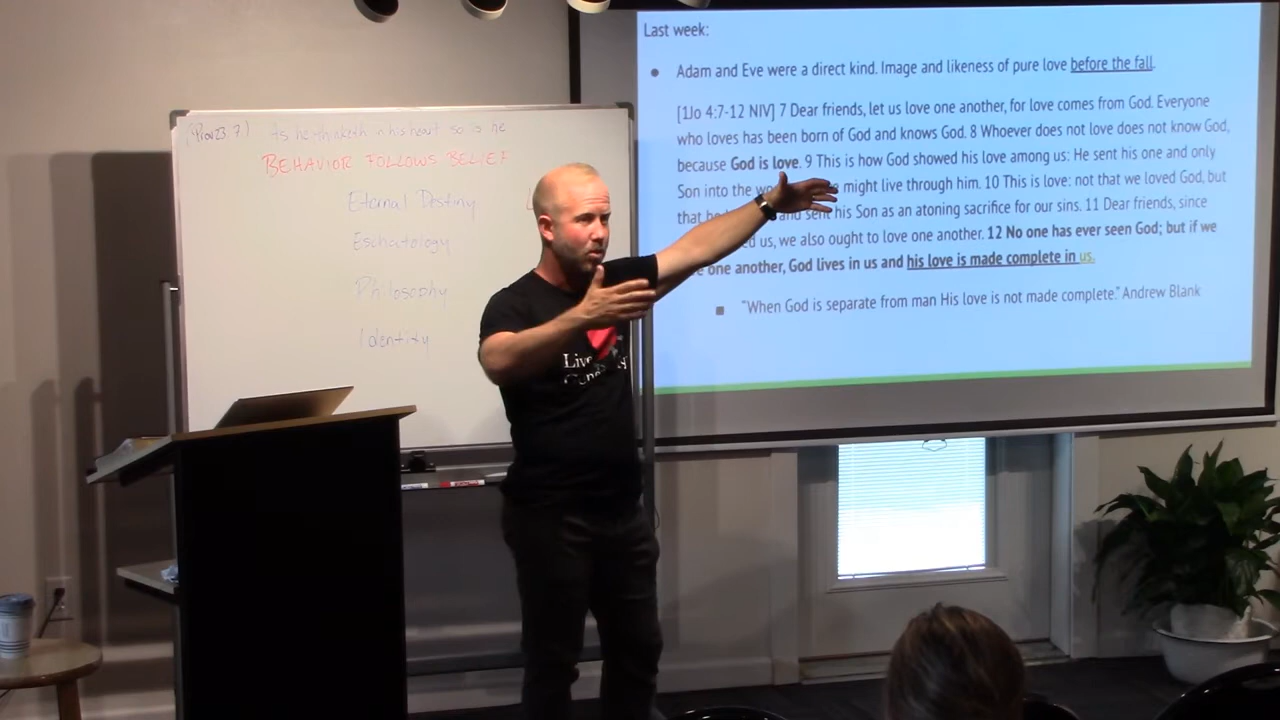 (Prov 23:7) As he thinketh in his heart so is he
BEHAVIOR FOLLOWS BELIEF
Eternal Destiny
Eschatology
Philosophy
Identity
Last week:
Adam and Eve were a direct kind. Image and likeness of pure love before the fall.
[1Jo 4:7-12 NIV] 7 Dear friends, let us love one another, for love comes from God. Everyone
who loves has been born of God and knows God. 8 Whoever does not love does not know God,
because God is love. 9 This is how God showed his love among us: He sent his one and only
Son into the might live through him. 10 This is love: not that we loved God, but
that and sent his Son as an atoning sacrifice for our sins. 11 Dear friends, since
us, we also ought to love one another. 12 No one has ever seen God; but if we
one another, God lives in us and his love is made complete in us.
"When God is separate from man His love is not made complete." Andrew Blank
Live